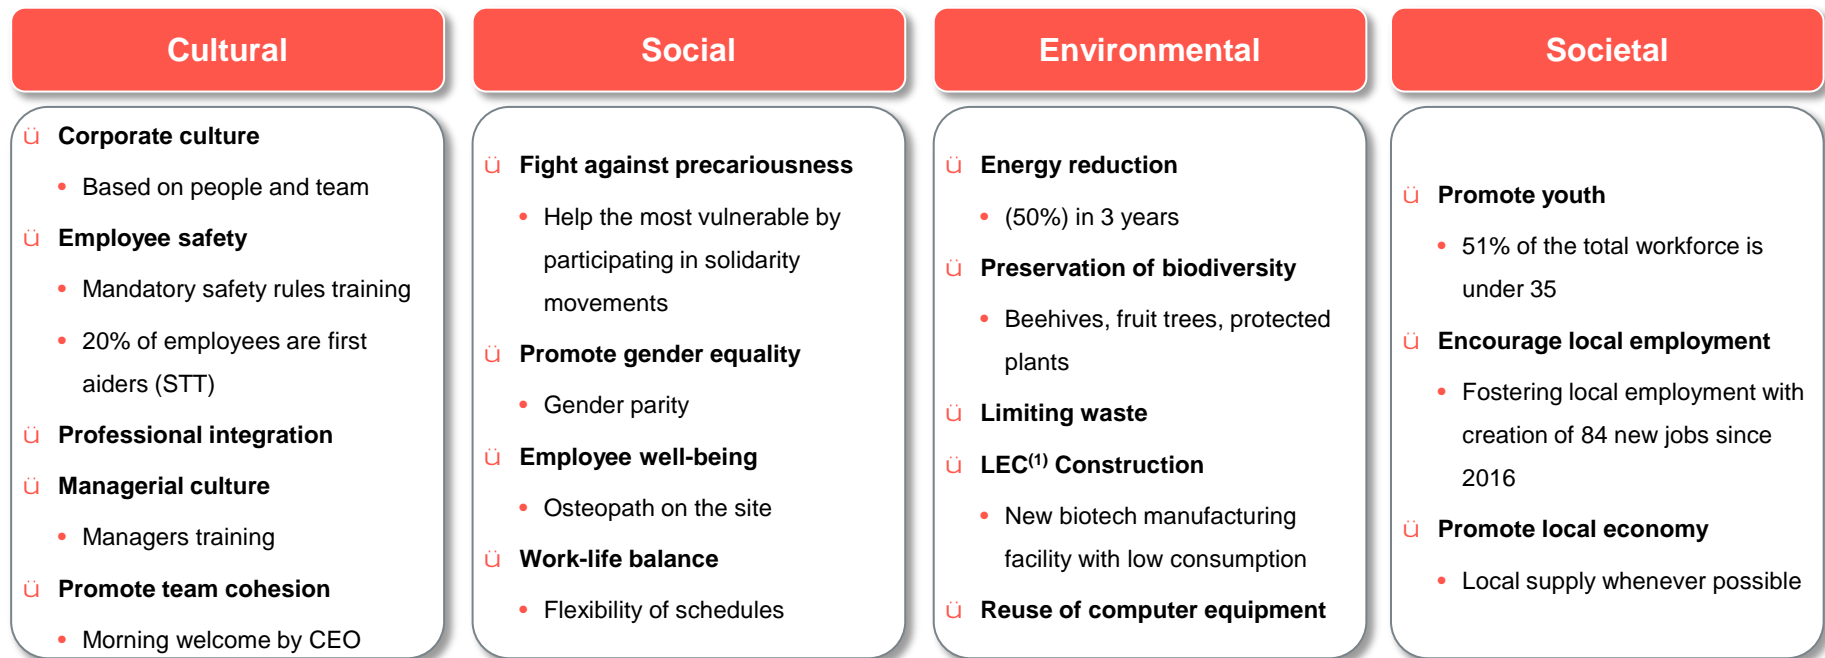 Cultural
ü Corporate culture
• Based on people and team
ü Employee safety
• Mandatory safety rules training
• 20% of employees are first
aiders (STT)
ü Professional integration
ü Managerial culture
• Managers training
ü Promote team cohesion
• Morning welcome by CEO
Social
ü Fight against precariousness
• Help the most vulnerable by
participating in solidarity
movements
ü Promote gender equality
• Gender parity
ü Employee well-being
• Osteopath on the site
ü Work-life balance
• Flexibility of schedules
Environmental
ü Energy reduction
• (50%) in 3 years
ü Preservation of biodiversity
• Beehives, fruit trees, protected
plants
ü Limiting waste
ü LEC(1) Construction
• New biotech manufacturing
facility with low consumption
ü Reuse of computer equipment
Societal
ü Promote youth
• 51% of the total workforce is
under 35
ü Encourage local employment
• Fostering local employment with
creation of 84 new jobs since
2016
ü Promote local economy
• Local supply whenever possible